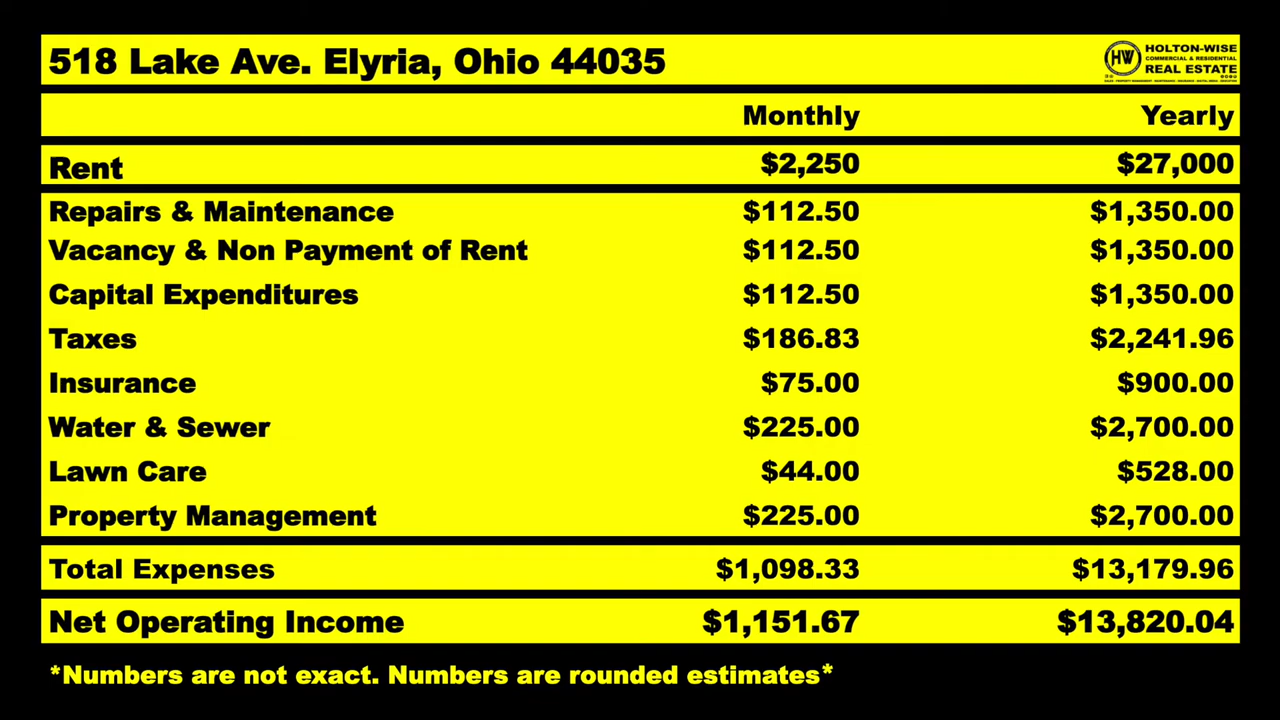 518 Lake Ave. Elyria, Ohio 44035
HW
HOLTON-WISE
COMMERCIAL & RESIDENTIAL
REAL ESTATE
Monthly Yearly
Rent $2,250 $27,000
Repairs & Maintenance $112.50 $1,350.00
Vacancy & Non Payment of Rent $112.50 $1,350.00
Capital Expenditures $112.50 $1,350.00
Taxes $186.83 $2,241.96
Insurance $75.00 $900.00
Water & Sewer $225.00 $2,700.00
Lawn Care $44.00 $528.00
Property Management $225.00 $2,700.00
Total Expenses $1,098.33 $13,179.96
Net Operating Income $1,151.67 $13,820.04
*Numbers are not exact. Numbers are rounded estimates*